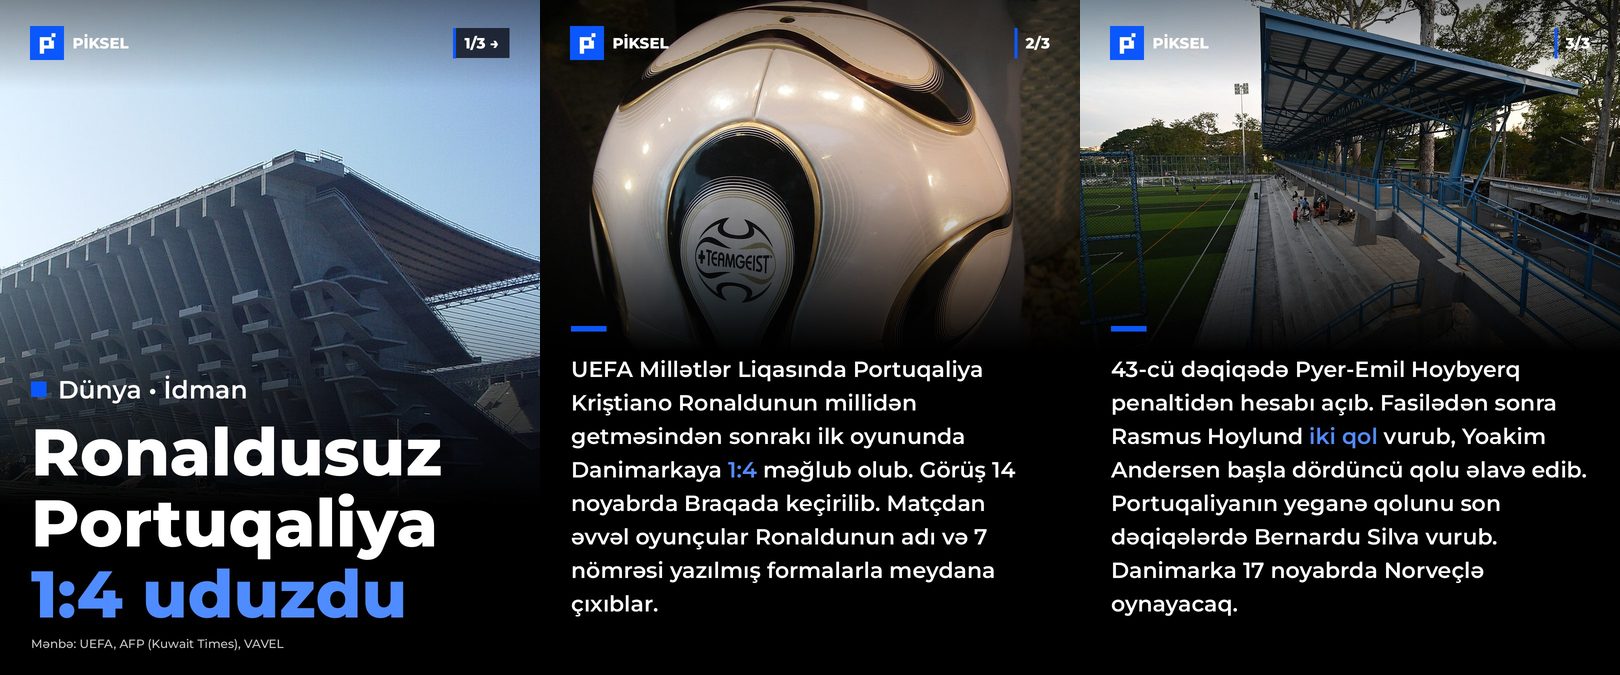 PİKSEL
1/3 →
Dünya • İdman
Ronaldusuz
Portuqaliya
1:4 uduzdu
Mənbə: UEFA, AFP (Kuwait Times), VAVEL
PİKSEL
2/3
+TEAMGEIST
UEFA Millətlər Liqasında Portuqaliya
Kriştiano Ronaldunun millidən
getməsindən sonrakı ilk oyununda
Danimarkaya 1:4 məğlub olub. Görüş 14
noyabrda Braqada keçirilib. Matçdan
əvvəl oyunçular Ronaldunun adı və 7
nömrəsi yazılmış formalarla meydana
çıxıblar.
PİKSEL
3/3
43-cü dəqiqədə Pyer-Emil Hoybyerq
penaltidən hesabı açıb. Fasilədən sonra
Rasmus Hoylund iki qol vurub, Yoakim
Andersen başla dördüncü qolu əlavə edib.
Portuqaliyanın yeganə qolunu son
dəqiqələrdə Bernardu Silva vurub.
Danimarka 17 noyabrda Norveçlə
oynayacaq.